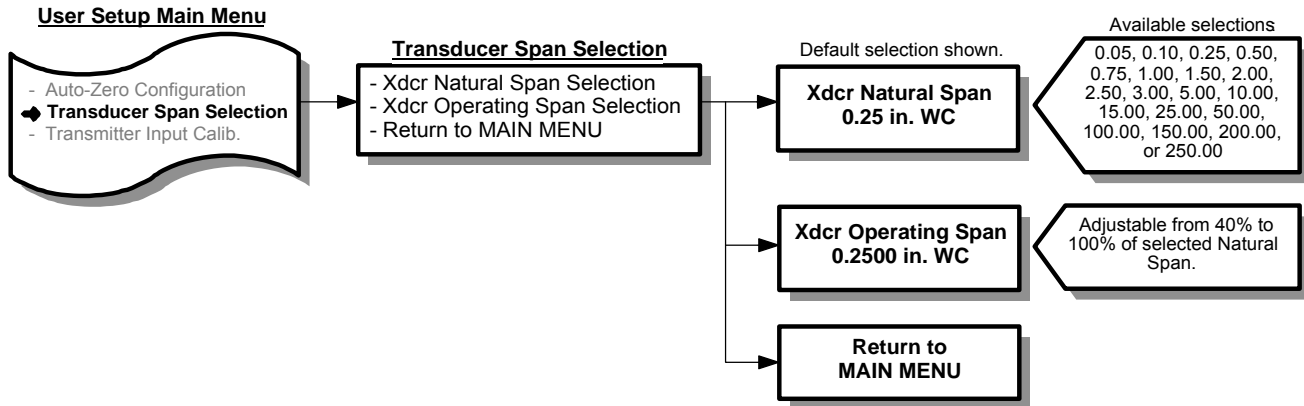 User Setup Main Menu
- Auto-Zero Configuration
Transducer Span Selection
- Transmitter Input Calib.
Transducer Span Selection
- Xdcr Natural Span Selection
- Xdcr Operating Span Selection
- Return to MAIN MENU
Default selection shown.
Xdcr Natural Span
0.25 in. WC
Available selections
0.05, 0.10, 0.25, 0.50,
0.75, 1.00, 1.50, 2.00,
2.50, 3.00, 5.00, 10.00,
15.00, 25.00, 50.00,
100.00, 150.00, 200.00,
or 250.00
Xdcr Operating Span
0.2500 in. WC
Adjustable from 40% to
100% of selected Natural
Span.
Return to
MAIN MENU